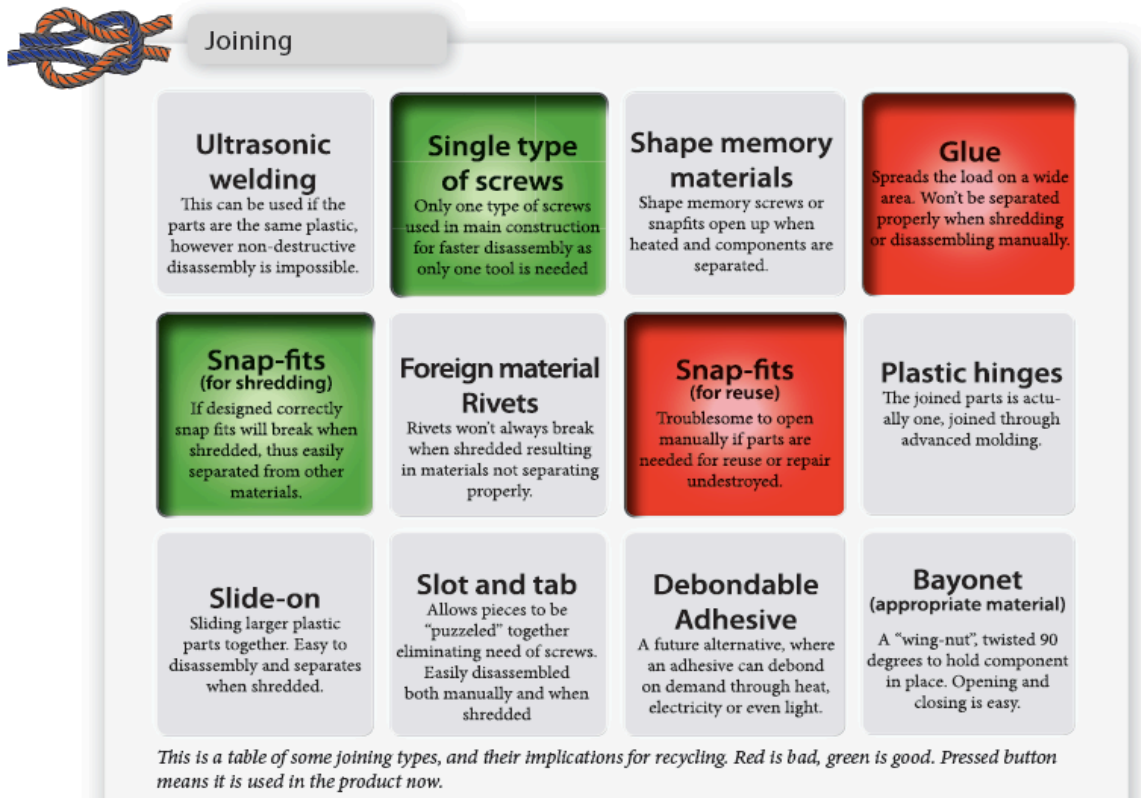 Joining
Ultrasonic
welding
This can be used if the
parts are the same plastic,
however non-destructive
disassembly is impossible.
Single type
of screws
Only one type of screws
used in main construction
for faster disassembly as
only one tool is needed
Shape memory
materials
Shape memory screws or
snapfits open up when
heated and components are
separated.
Glue
Spreads the load on a wide
area. Won't be separated
properly when shredding
or disassembling manually.
Snap-fits
(for shredding)
If designed correctly
snap fits will break when
shredded, thus easily
separated from other
materials.
Foreign material
Rivets
Rivets won't always break
when shredded resulting
in materials not separating
properly.
Snap-fits
(for reuse)
Troublesome to open
manually if parts are
needed for reuse or repair
undestroyed.
Plastic hinges
The joined parts is actu-
ally one, joined through
advanced molding.
Slide-on
Sliding larger plastic
parts together. Easy to
disassembly and separates
when shredded.
Slot and tab
Allows pieces to be
“puzzeled” together
eliminating need of screws.
Easily disassembled
both manually and when
shredded
Debondable
Adhesive
A future alternative, where
an adhesive can debond
on demand through heat,
electricity or even light.
Bayonet
(appropriate material)
A “wing-nut”, twisted 90
degrees to hold component
in place. Opening and
closing is easy.
This is a table of some joining types, and their implications for recycling. Red is bad, green is good. Pressed button
means it is used in the product now.